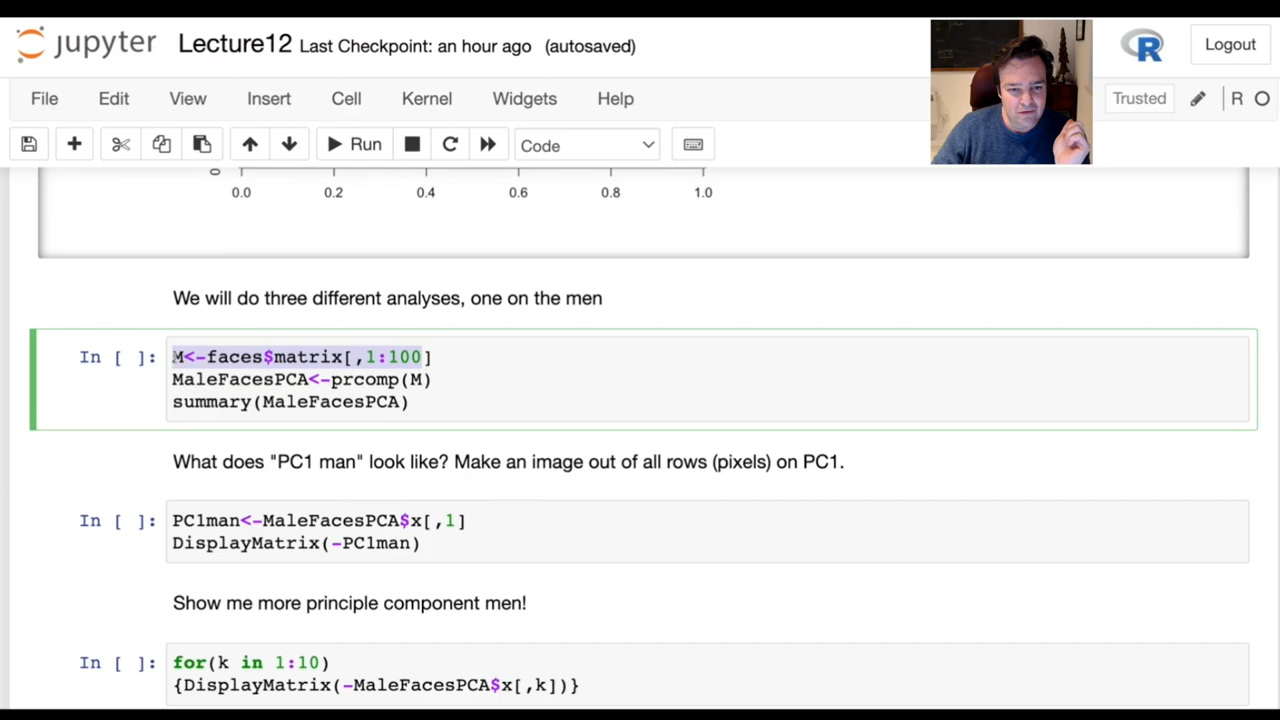 jupyter Lecture12 Last Checkpoint: an hour ago (autosaved) R Logout
File Edit View Insert Cell Kernel Widgets Help Trusted R
Run Code
0
0.0 0.2 0.4 0.6 0.8 1.0
We will do three different analyses, one on the men
In [ ]: M<-faces$matrix[,1:100]
MaleFacesPCA<-prcomp(M)
summary(MaleFacesPCA)
What does "PC1 man" look like? Make an image out of all rows (pixels) on PC1.
In [ ]: PC1man<-MaleFacesPCA$x[,1]
DisplayMatrix(-PC1man)
Show me more principle component men!
In [ ]: for(k in 1:10)
{DisplayMatrix(-MaleFacesPCA$x[,k])}